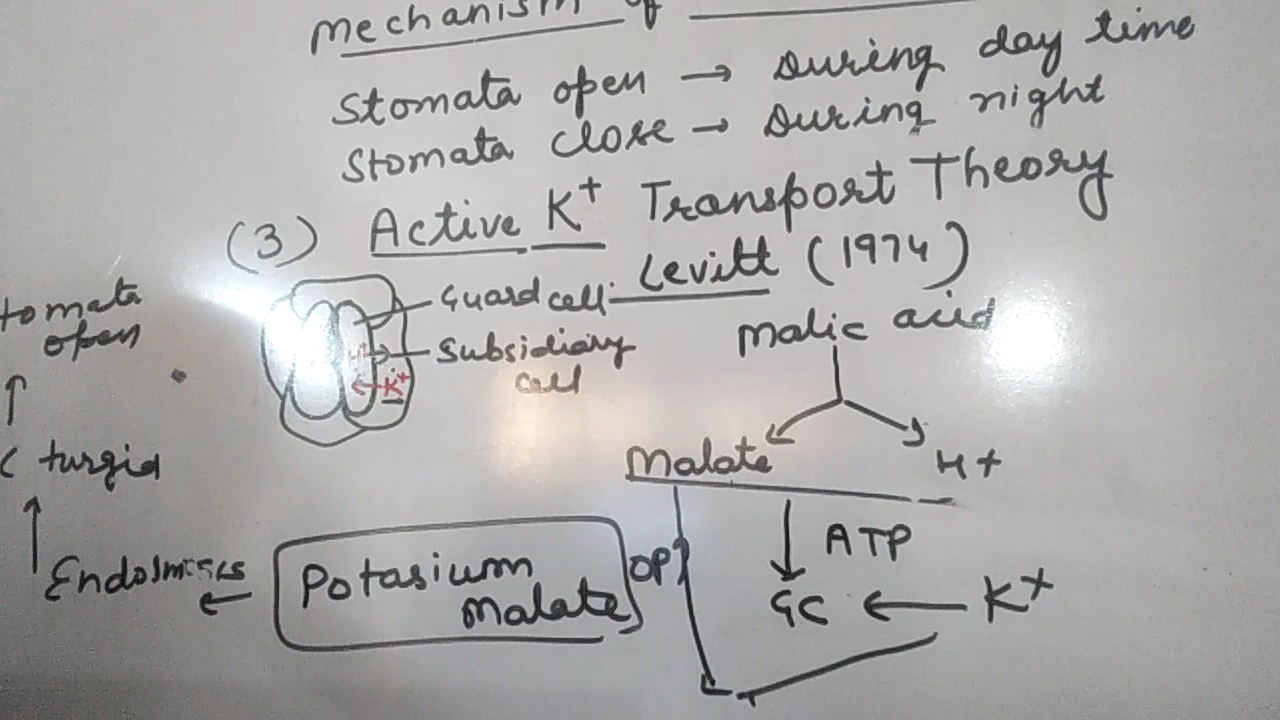 mechanism of
Stomata open → During day time
Stomata close → During night
(3) Active K+ Transport Theory
Levitt (1974)
Guard cell
Subsidiary
cell
K+
Malic acid
Malate
H+
ATP
GC ← K+
OP↑
Potasium
Malate
Endosmosis
turgid
tomata
open